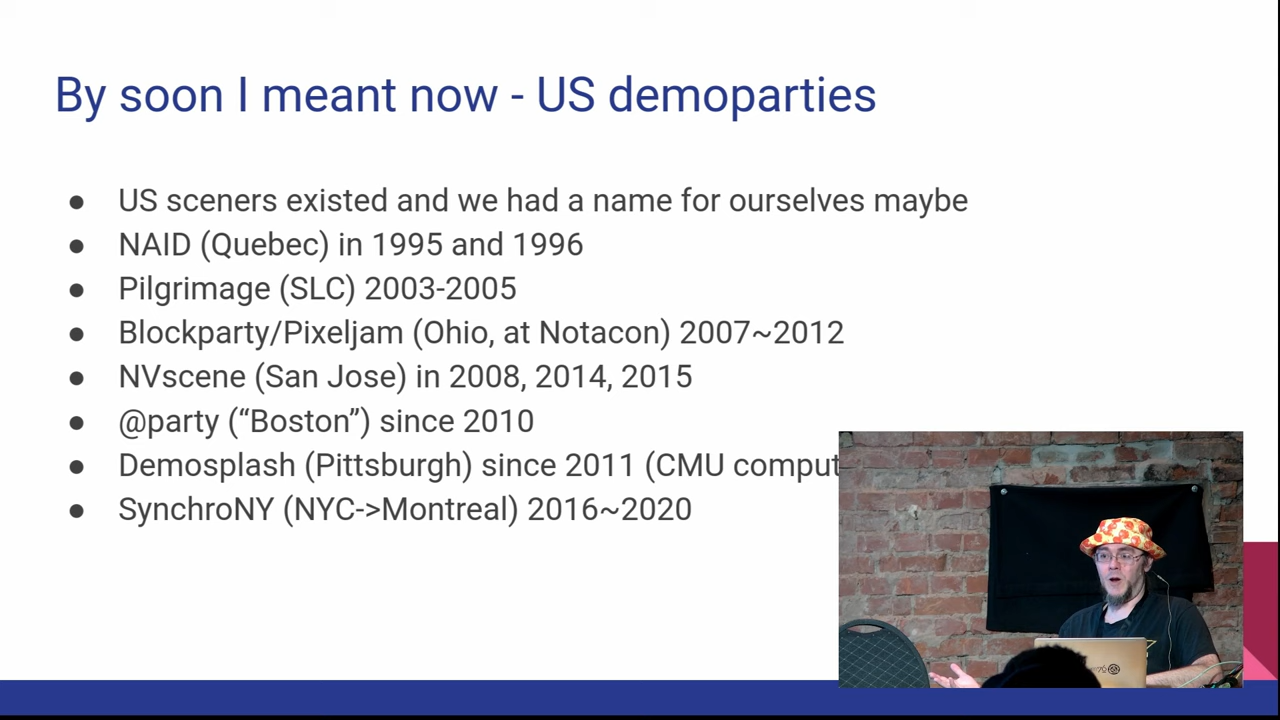 By soon I meant now - US demoparties
● US sceners existed and we had a name for ourselves maybe
● NAID (Quebec) in 1995 and 1996
● Pilgrimage (SLC) 2003-2005
● Blockparty/Pixeljam (Ohio, at Notacon) 2007~2012
● NVscene (San Jose) in 2008, 2014, 2015
● @party (“Boston”) since 2010
● Demosplash (Pittsburgh) since 2011 (CMU comput
● SynchroNY (NYC->Montreal) 2016~2020